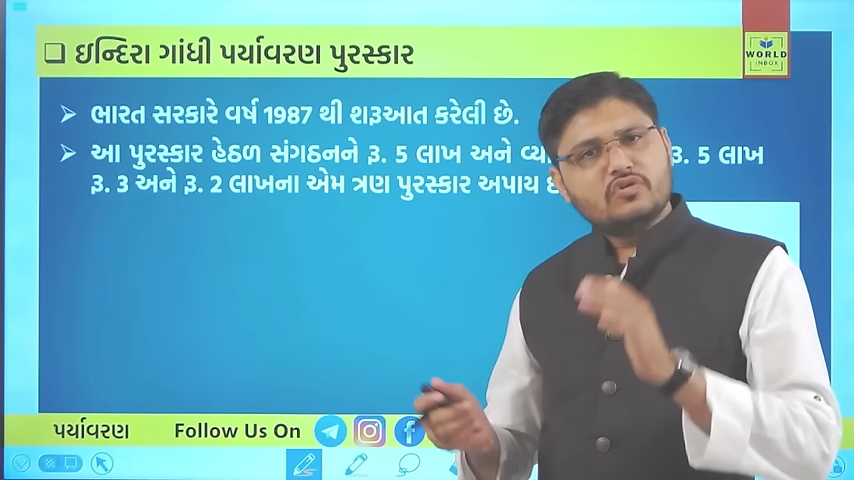 ❑ ઇન્દિરા ગાંધી પર્યાવરણ પુરસ્કાર
WORLD
INBOX
➢ ભારત સરકારે વર્ષ 1987 થી શરૂઆત કરેલી છે.
➢ આ પુરસ્કાર હેઠળ સંગઠનને રૂ. 5 લાખ અને રૂ. 5 લાખ
રૂ. 3 અને રૂ. 2 લાખના એમ ત્રણ પુરસ્કાર અપાય
પર્યાવરણ Follow Us On